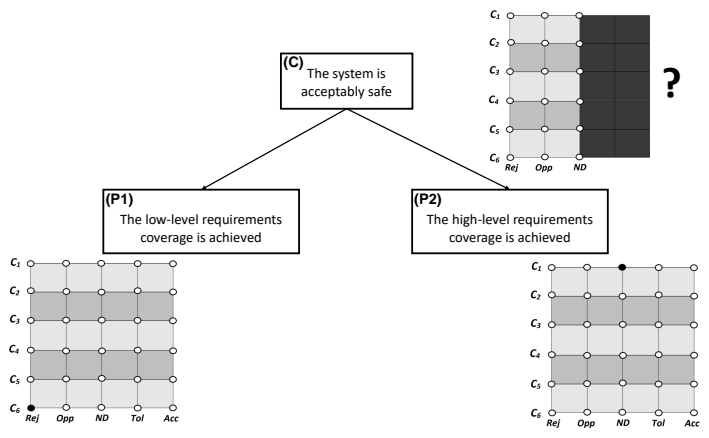 C1
C2
C3
C4
C5
C6
Rej Opp ND
?
(C)
The system is
acceptably safe
(P1)
The low-level requirements
coverage is achieved
(P2)
The high-level requirements
coverage is achieved
C1
C2
C3
C4
C5
C6
Rej Opp ND Tol Acc
C1
C2
C3
C4
C5
C6
Rej Opp ND Tol Acc